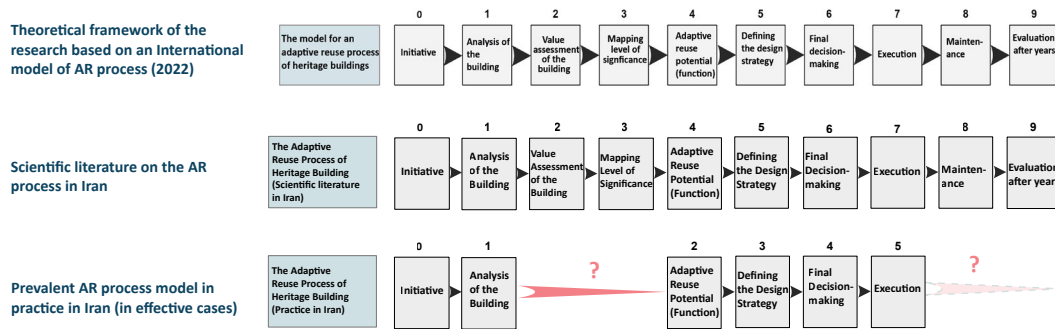 Theoretical framework of the
research based on an International
model of AR process (2022)
The model for an
adaptive reuse process
of heritage buildings
0
Initiative
1
Analysis of
the
building
2
Value
assessment
of the
building
3
Mapping
level of
signficance
4
Adaptive
reuse
potential
(function)
5
Defining
the design
strategy
6
Final
decision-
making
7
Execution
8
Mainten-
ance
9
Evaluation
after years
Scientific literature on the AR
process in Iran
The Adaptive
Reuse Process of
Heritage Building
(Scientific literature
in Iran)
0
Initiative
1
Analysis
of the
Building
2
Value
Assessment
of the
Building
3
Mapping
Level of
Significance
4
Adaptive
Reuse
Potential
(Function)
5
Defining
the Design
Strategy
6
Final
Decision-
making
7
Execution
8
Mainten-
ance
9
Evaluation
after year
Prevalent AR process model in
practice in Iran (in effective cases)
The Adaptive
Reuse Process of
Heritage Building
(Practice in Iran)
0
Initiative
1
Analysis
of the
Building
?
2
Adaptive
Reuse
Potential
(Function)
3
Defining
the Design
Strategy
4
Final
Decision-
making
5
Execution
?